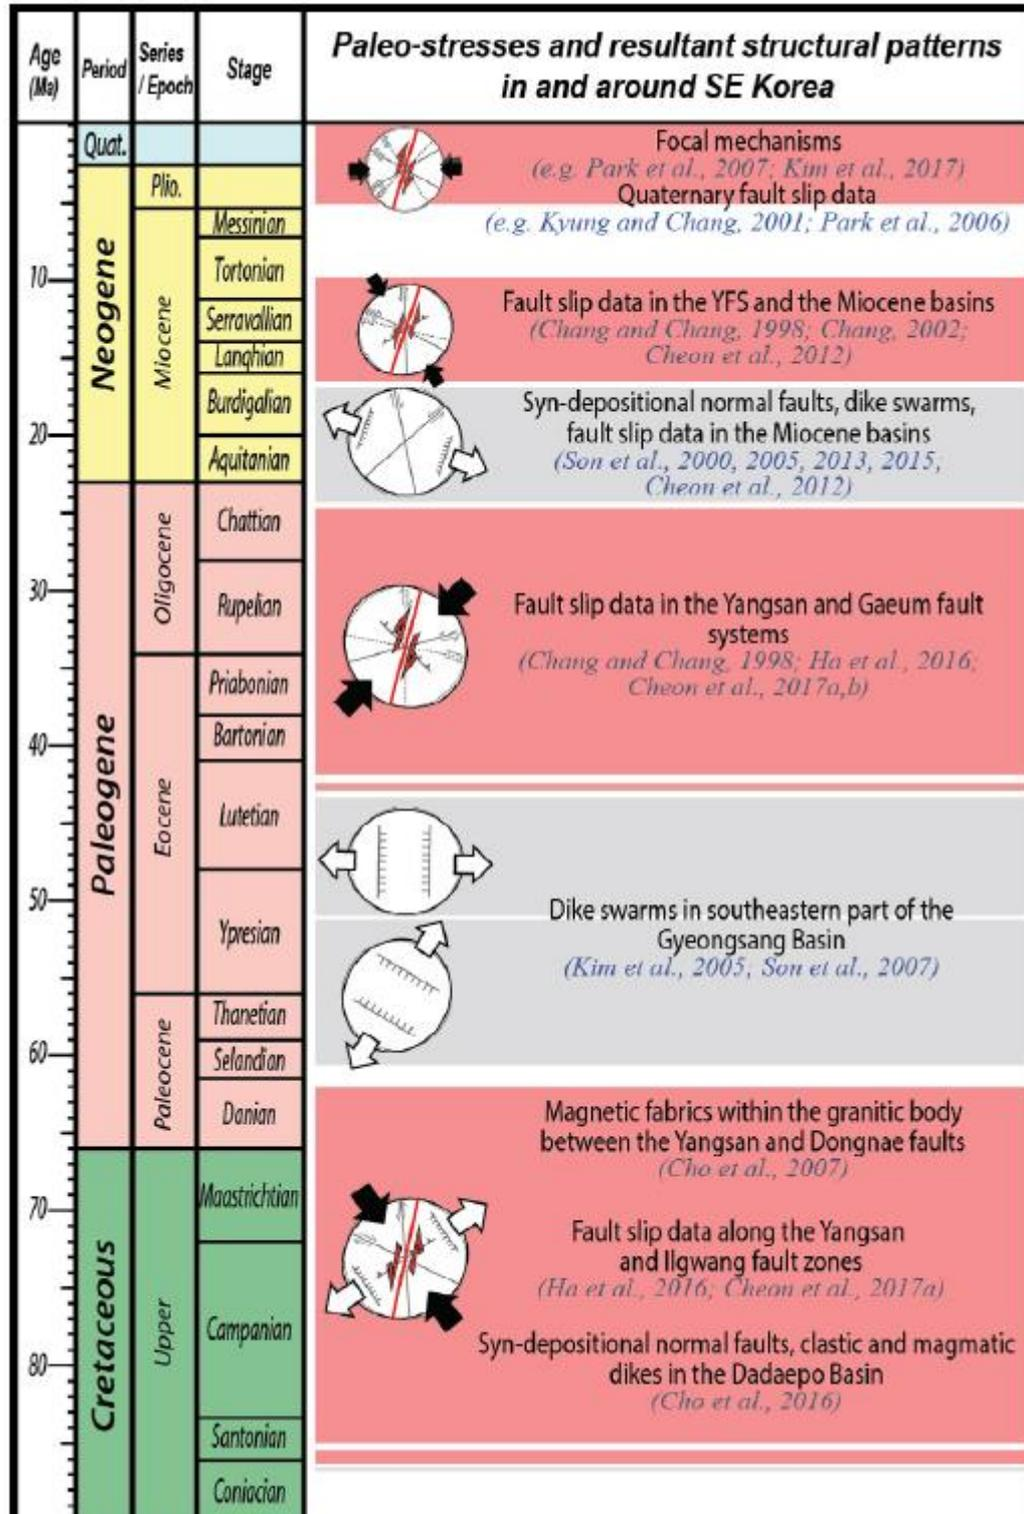 Age
(Ma)
Period
Series
/ Epoch
Stage
Paleo-stresses and resultant structural patterns
in and around SE Korea
Quat.
Neogene
Paleogene
Cretaceous
Plio.
Miocene
Oligocene
Eocene
Paleocene
Upper
Messinian
Tortonian
Serravallian
Langhian
Burdigalian
Aquitanian
Chattian
Rupelian
Priabonian
Bartonian
Lutetian
Ypresian
Thanetian
Selandian
Danian
Maastrichtian
Campanian
Santonian
Coniacian
10
20
30
40
50
60
70
80
Focal mechanisms
(e.g. Park et al., 2007; Kim et al., 2017)
Quaternary fault slip data
(e.g. Kyung and Chang, 2001; Park et al., 2006)
Fault slip data in the YFS and the Miocene basins
(Chang and Chang, 1998; Chang, 2002;
Cheon et al., 2012)
Syn-depositional normal faults, dike swarms,
fault slip data in the Miocene basins
(Son et al., 2000, 2005, 2013, 2015,
Cheon et al., 2012)
Fault slip data in the Yangsan and Gaeum fault
systems
(Chang and Chang, 1998; Ha et al., 2016;
Cheon et al., 2017a,b)
Dike swarms in southeastern part of the
Gyeongsang Basin
(Kim et al., 2005, Son et al., 2007)
Magnetic fabrics within the granitic body
between the Yangsan and Dongnae faults
(Cho et al., 2007)
Fault slip data along the Yangsan
and Ilgwang fault zones
(Ha et al., 2016; Cheon et al., 2017a)
Syn-depositional normal faults, clastic and magmatic
dikes in the Dadaepo Basin
(Cho et al., 2016)